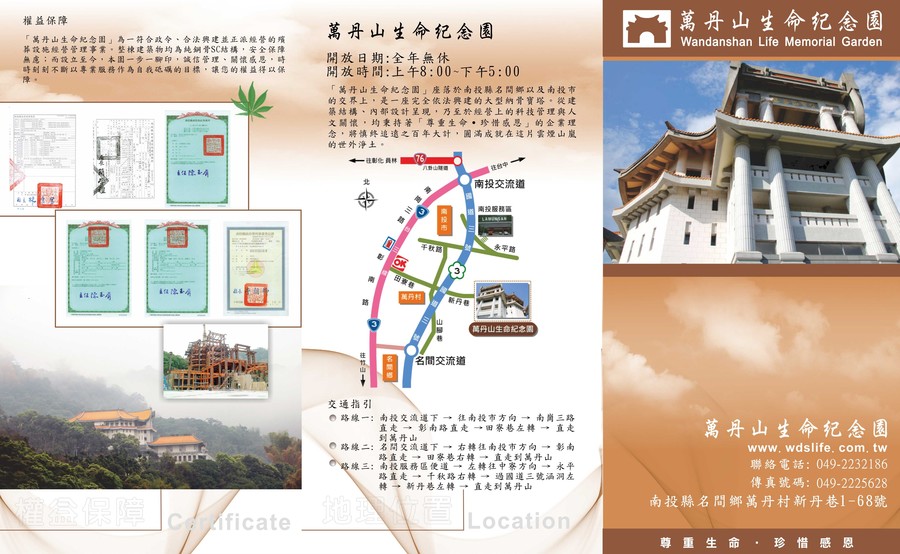 權益保障
「萬丹山生命紀念園」為一符合政令、合法興建並正派經營的殯
葬設施經營管理事業。整棟建築物均為純鋼骨SC結構，安全保障
無慮；而設立至今，本園一步一腳印，誠信管理、關懷感恩，時
時刻刻不斷以專業服務作為自我砥礪的目標，讓您的權益得以保
障。
權益保障 Certificate
萬丹山生命紀念園
開放日期:全年無休
開放時間:上午8:00~下午5:00
「萬丹山生命紀念園」座落於南投縣名間鄉以及南投市
的交界上，是一座完全依法興建的大型納骨寶塔。從建
築結構、內部設計呈現，乃至於經營上的科技管理與人
文關懷，均秉持著「尊重生命•珍惜感恩」的企業理
念，將慎終追遠之百年大計，圓滿成就在這片雲煙山嵐
的世外淨土。
往彰化 員林
76
八卦山隧道
往台中
北
南投交流道
南崗三路
3
南投市
國道三號
南投服務區
千秋路
永平路
OK
田寮巷
彰南路
3
萬丹村
新丹巷
萬丹山生命紀念園
山腳巷
3
往竹山
名間鄉
名間交流道
交通指引
路線一: 南投交流道下 → 往南投市方向 → 南崗三路
直走 → 彰南路直走 → 田寮巷左轉 → 直走
到萬丹山
路線二: 名間交流道下 → 右轉往南投市方向 → 彰南
路直走 → 田寮巷右轉 → 直走到萬丹山
路線三: 南投服務區便道 → 左轉往中寮方向 → 永平
路直走 → 千秋路右轉 → 過國道三號涵洞左
轉 → 新丹巷左轉 → 直走到萬丹山
地理位置 Location
萬丹山生命紀念園
Wandanshan Life Memorial Garden
萬丹山生命紀念園
www.wdslife.com.tw
聯絡電話: 049-2232186
傳真號碼: 049-2225628
南投縣名間鄉萬丹村新丹巷1-68號
尊重生命・珍惜感恩